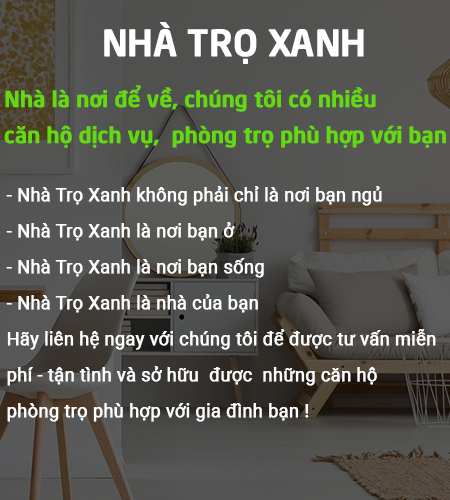 NHÀ TRỌ XANH
Nhà là nơi để về, chúng tôi có nhiều
căn hộ dịch vụ, phòng trọ phù hợp với bạn
- Nhà Trọ Xanh không phải chỉ là nơi bạn ngủ
- Nhà Trọ Xanh là nơi bạn ở
- Nhà Trọ Xanh là nơi bạn sống
- Nhà Trọ Xanh là nhà của bạn
Hãy liên hệ ngay với chúng tôi để được tư vấn miễn
phí - tận tình và sở hữu được những căn hộ
phòng trọ phù hợp với gia đình bạn !